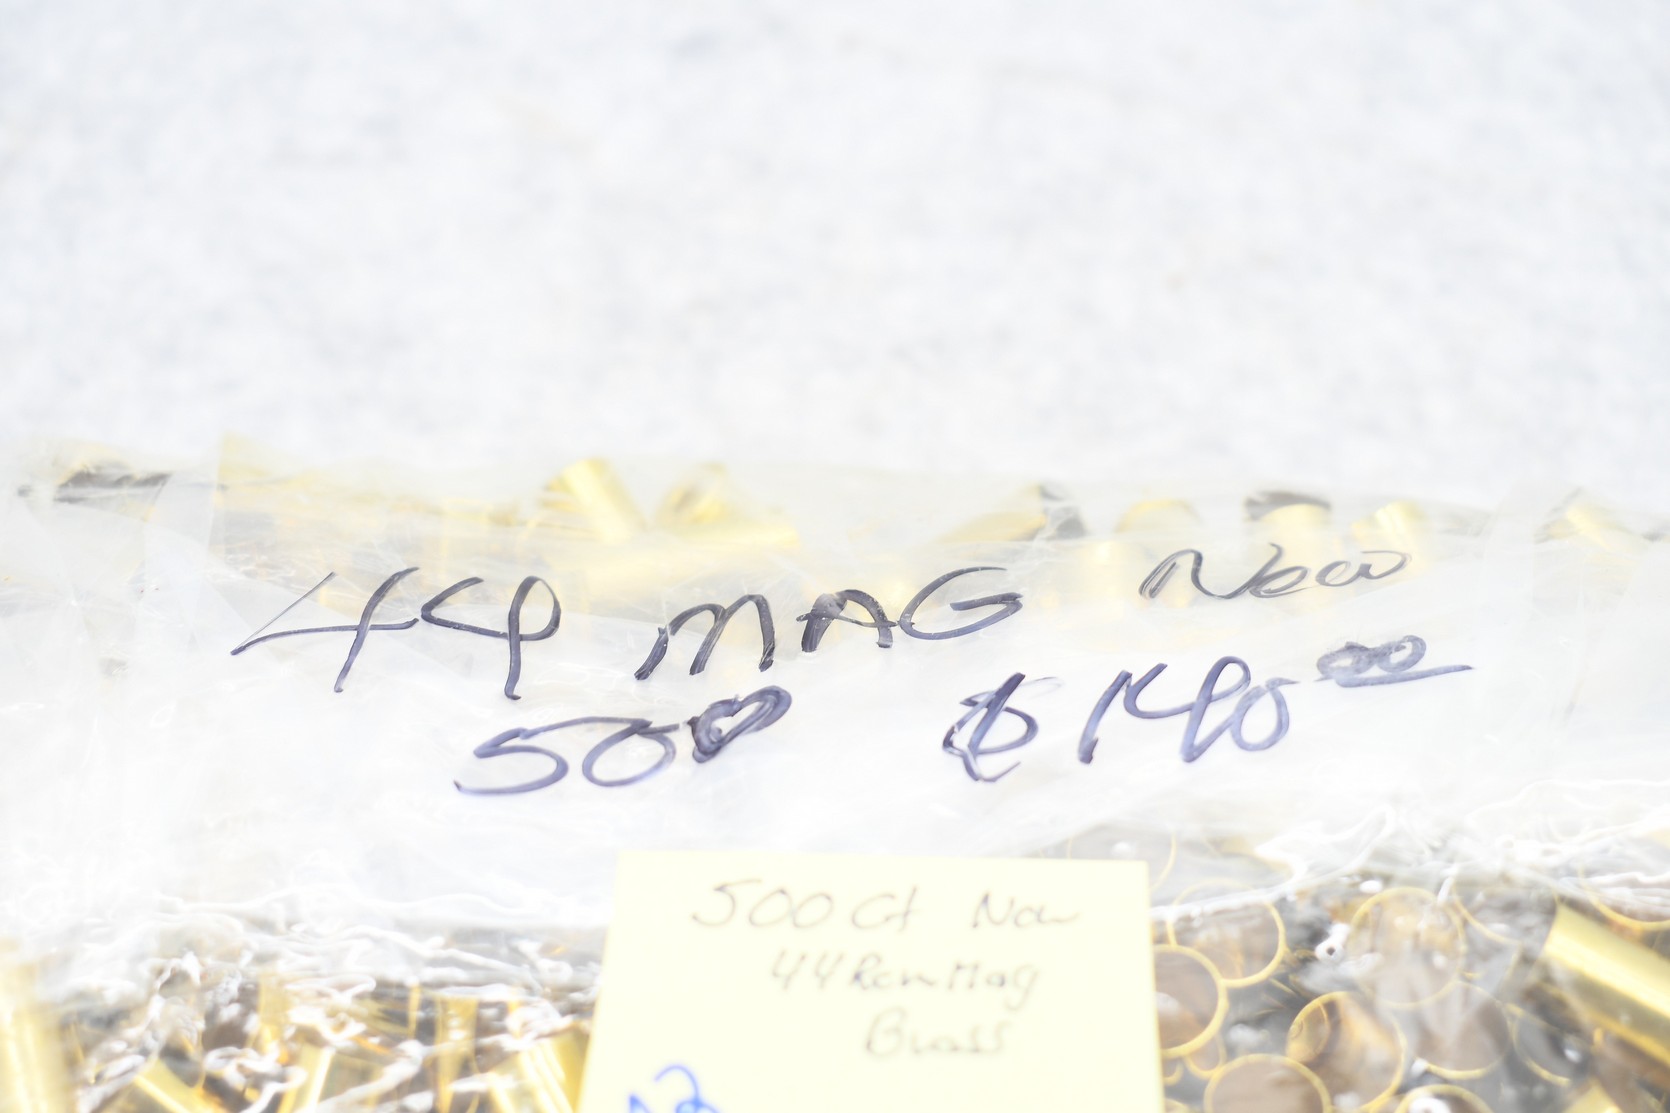 44 MAG New
500 $140.00
500 Ct New
44 Rem Mag
Brass